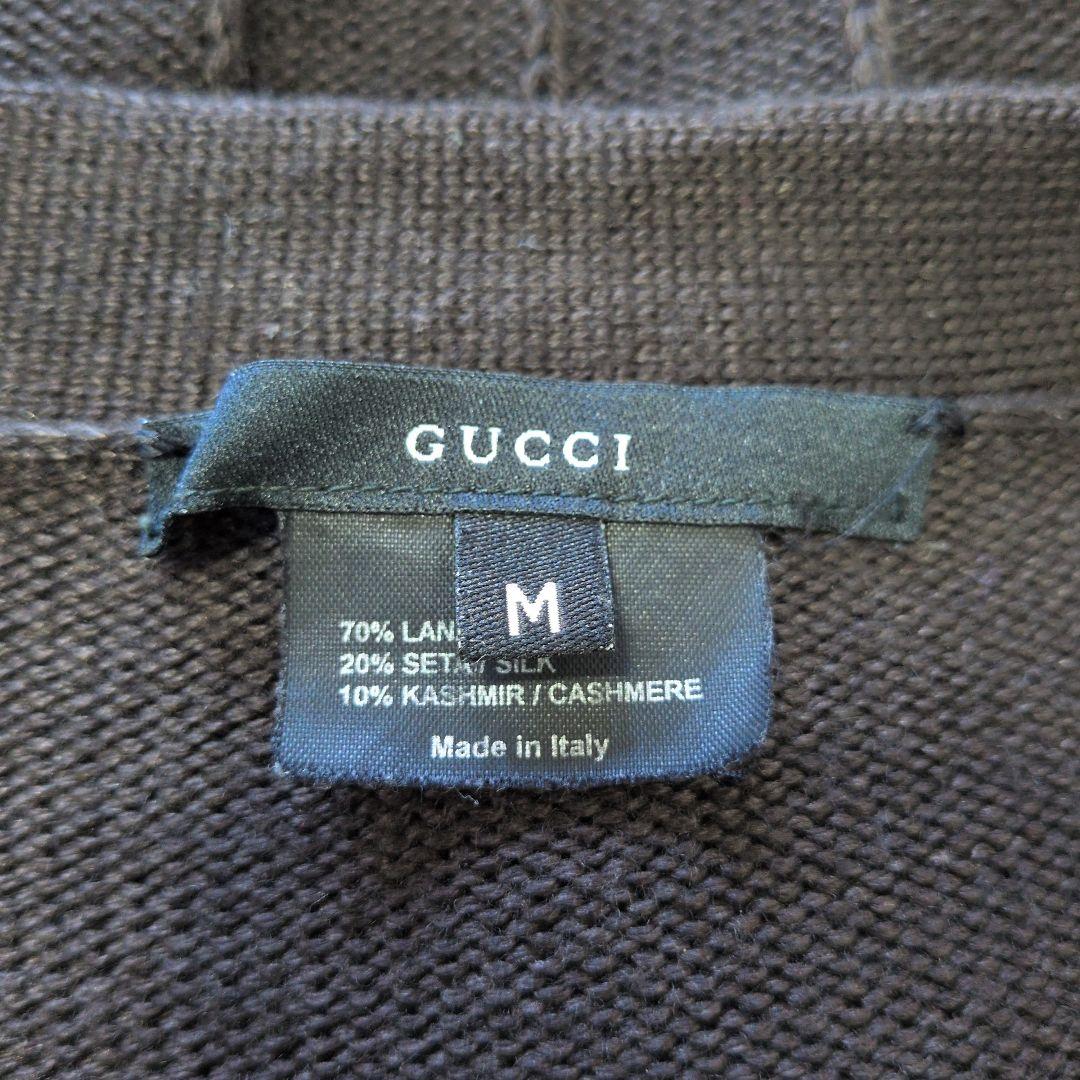 GUCCI
M
70% LAN
20% SETA / SILK
10% KASHMIR / CASHMERE
Made in Italy